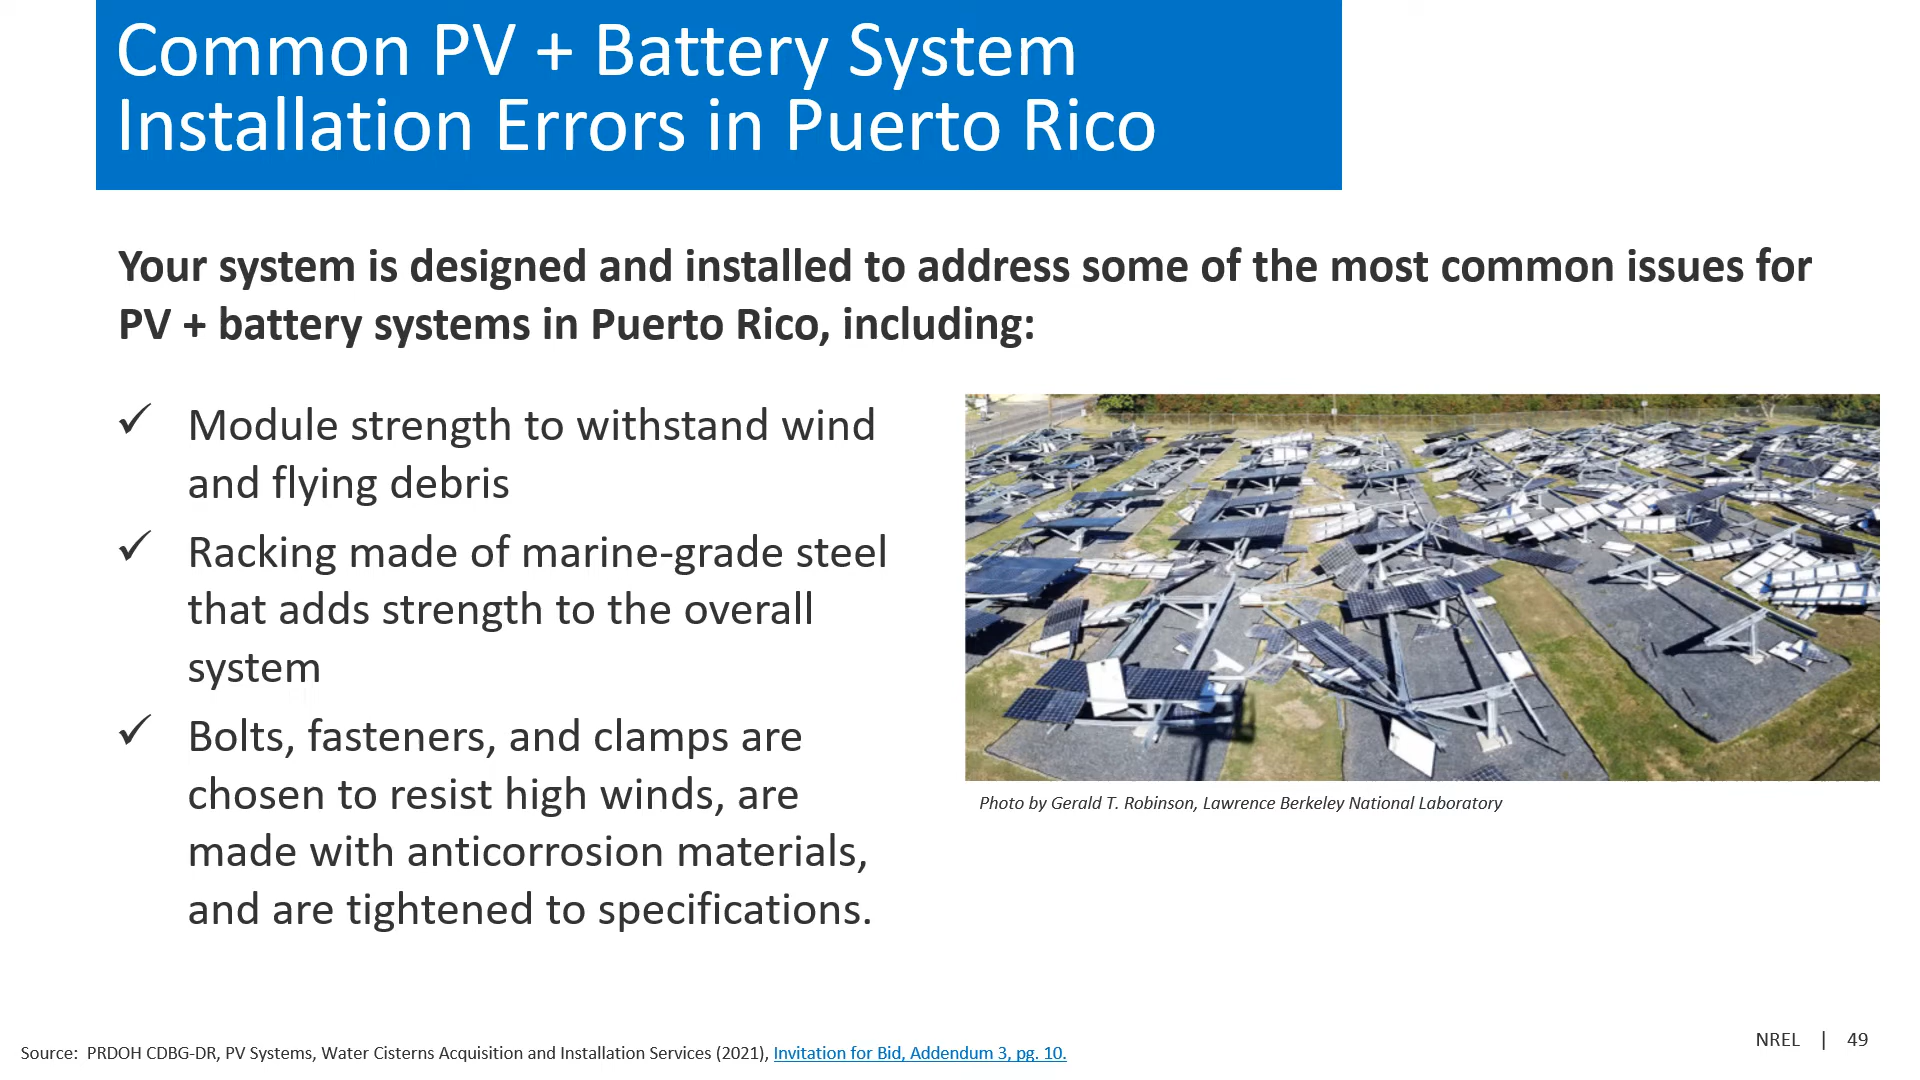 Common PV + Battery System
Installation Errors in Puerto Rico
Your system is designed and installed to address some of the most common issues for
PV + battery systems in Puerto Rico, including:
✓ Module strength to withstand wind
and flying debris
✓ Racking made of marine-grade steel
that adds strength to the overall
system
✓ Bolts, fasteners, and clamps are
chosen to resist high winds, are
made with anticorrosion materials,
and are tightened to specifications.
Photo by Gerald T. Robinson, Lawrence Berkeley National Laboratory
Source: PRDOH CDBG-DR, PV Systems, Water Cisterns Acquisition and Installation Services (2021), Invitation for Bid, Addendum 3, pg. 10.
NREL | 49